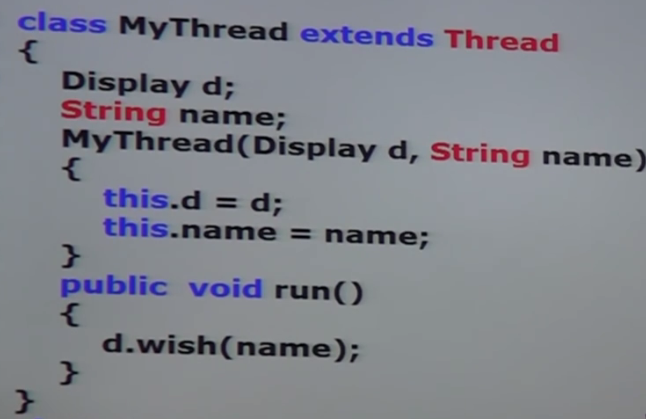 class MyThread extends Thread
{
Display d;
String name;
MyThread(Display d, String name)
{
this.d = d;
this.name = name;
}
public void run()
{
d.wish(name);
}
}